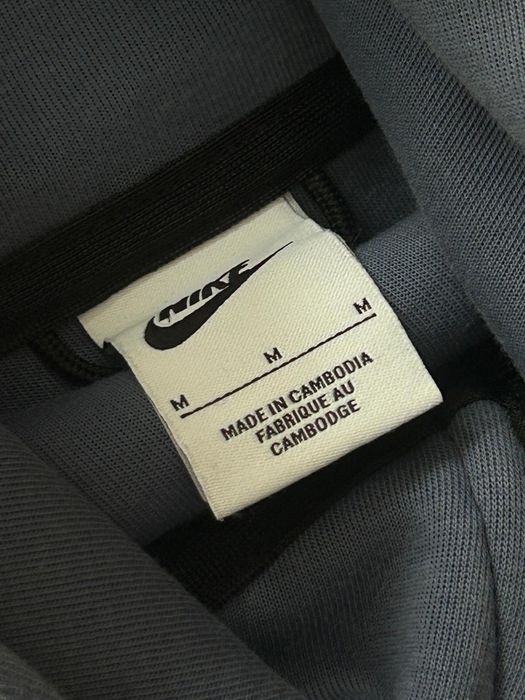 NIKE
M M M
MADE IN CAMBODIA
FABRIQUE AU
CAMBODGE